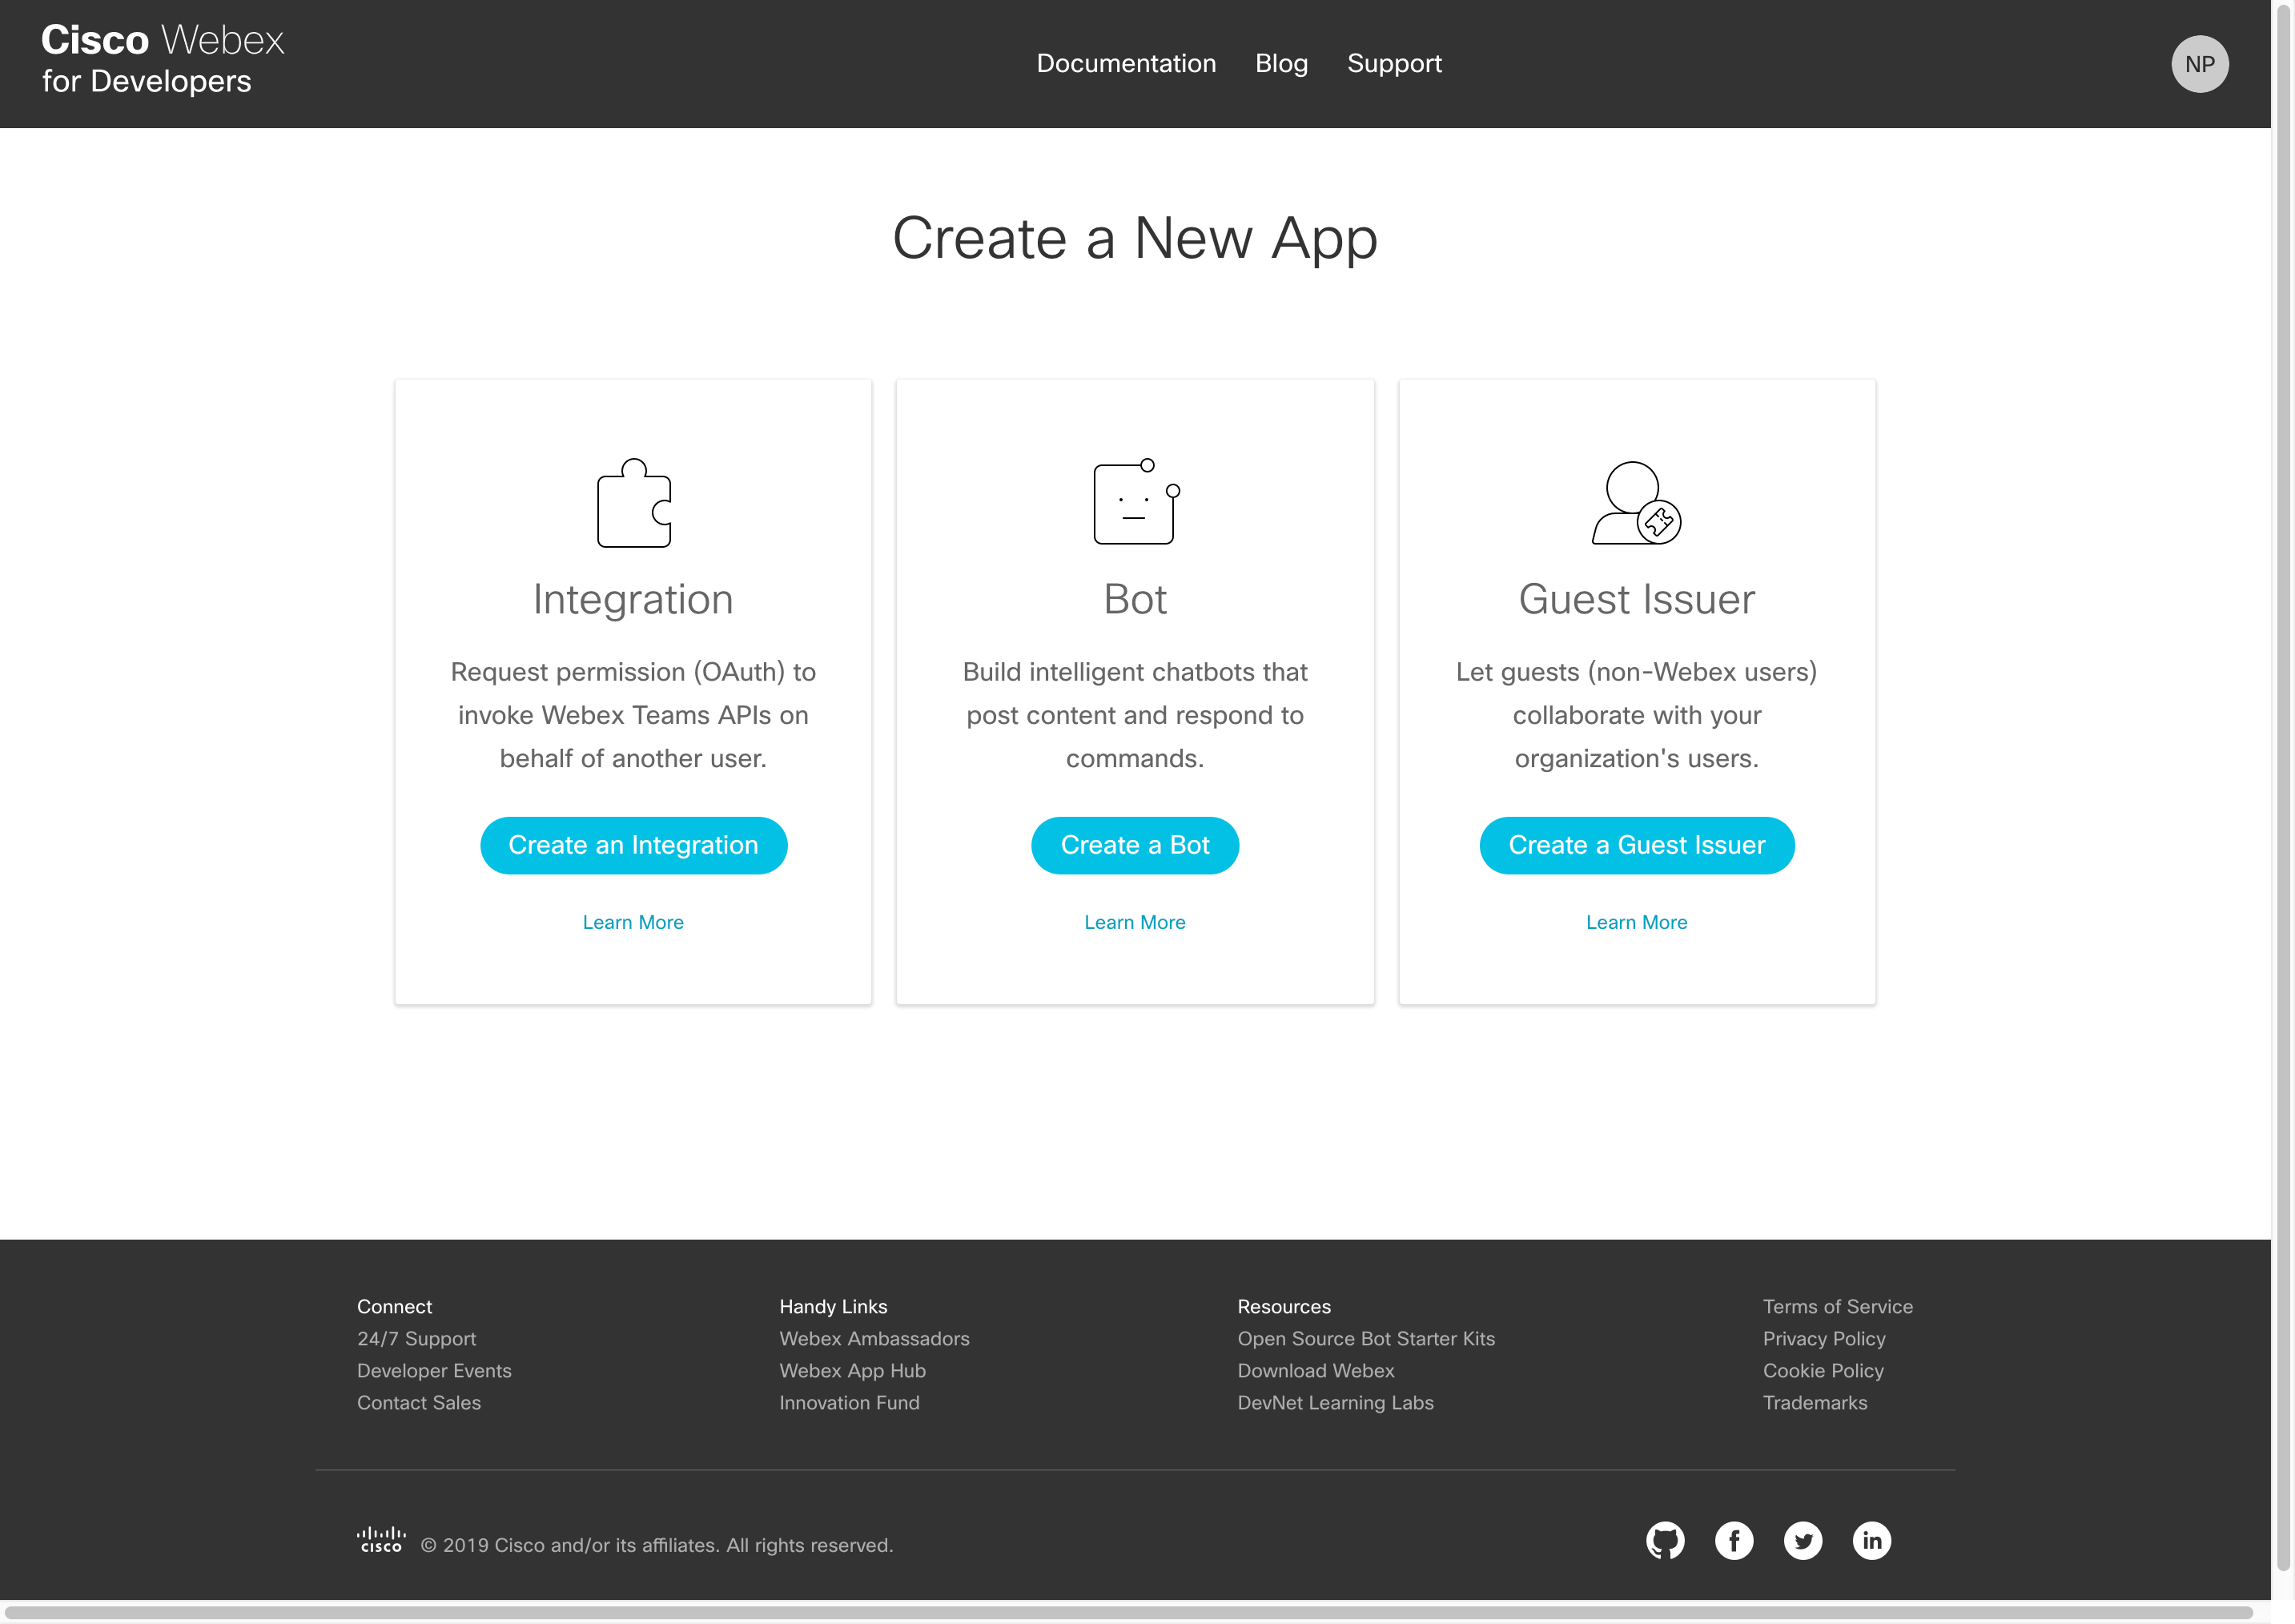 Cisco Webex
for Developers
Documentation Blog Support
NP
Create a New App
Integration
Request permission (OAuth) to
invoke Webex Teams APIs on
behalf of another user.
Create an Integration
Learn More
Bot
Build intelligent chatbots that
post content and respond to
commands.
Create a Bot
Learn More
Guest Issuer
Let guests (non-Webex users)
collaborate with your
organization's users.
Create a Guest Issuer
Learn More
Connect
24/7 Support
Developer Events
Contact Sales
Handy Links
Webex Ambassadors
Webex App Hub
Innovation Fund
Resources
Open Source Bot Starter Kits
Download Webex
DevNet Learning Labs
Terms of Service
Privacy Policy
Cookie Policy
Trademarks
cisco © 2019 Cisco and/or its affiliates. All rights reserved.